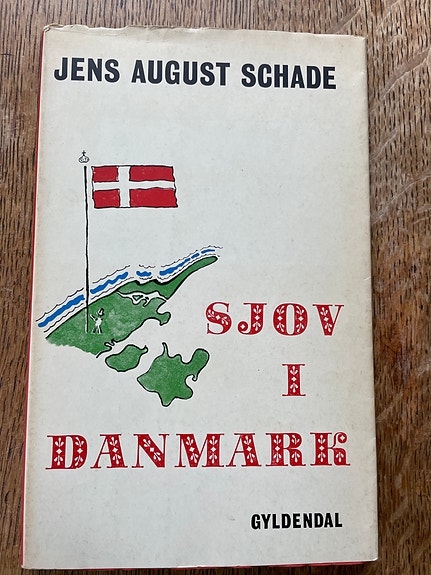 JENS AUGUST SCHADE
SJOV
I
DANMARK
GYLDENDAL